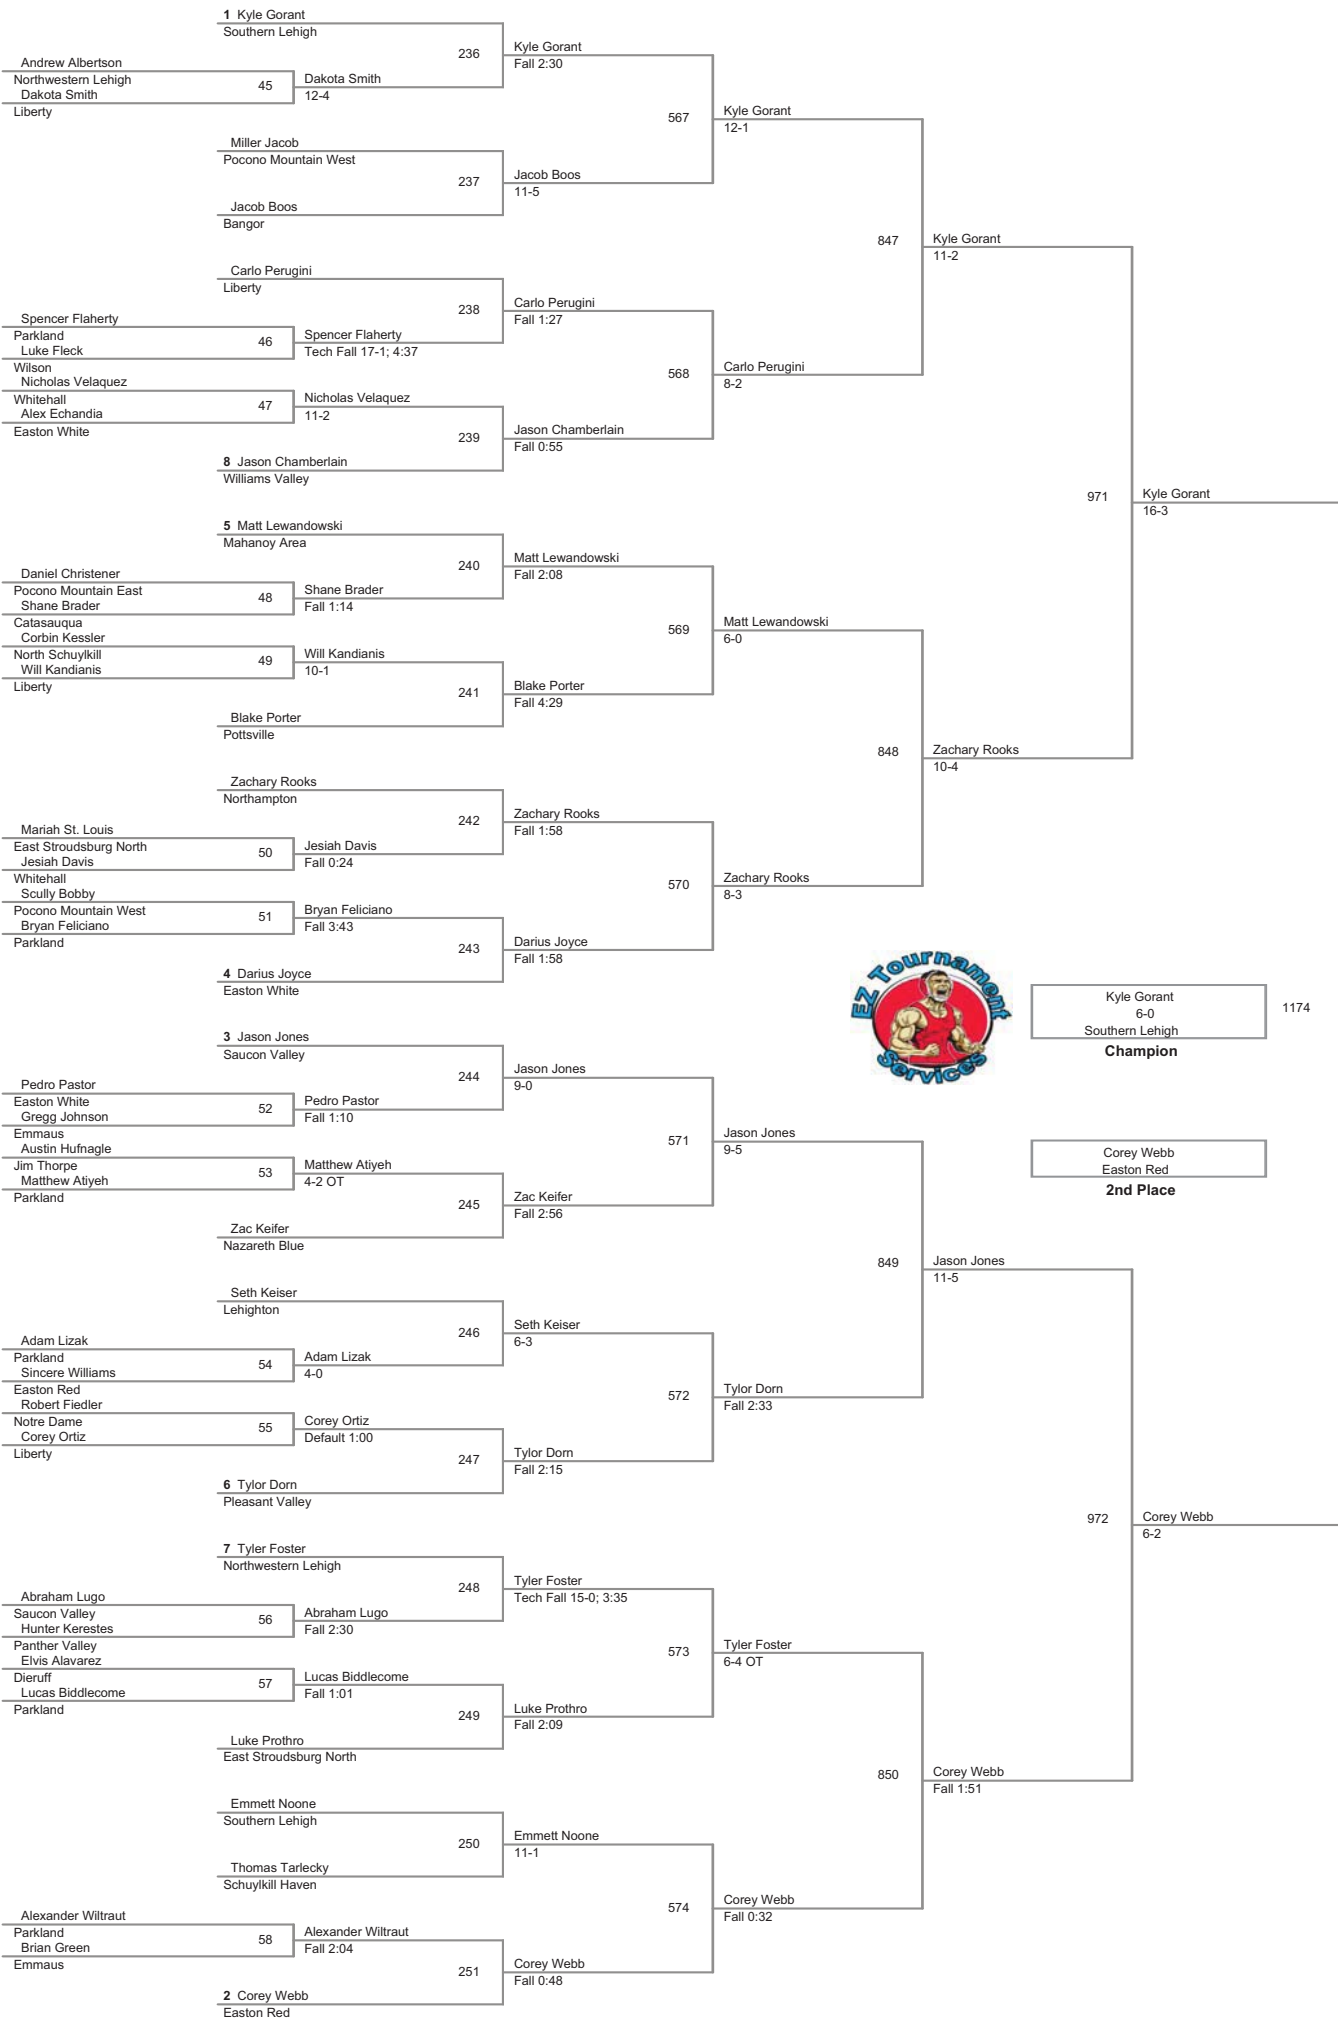 1 Kyle Gorant
Southern Lehigh
236
Kyle Gorant
Fall 2:30
Andrew Albertson
Northwestern Lehigh
45
Dakota Smith
12-4
Dakota Smith
Liberty
567
Kyle Gorant
12-1
Miller Jacob
Pocono Mountain West
237
Jacob Boos
11-5
Jacob Boos
Bangor
847
Kyle Gorant
11-2
Carlo Perugini
Liberty
238
Carlo Perugini
Fall 1:27
Spencer Flaherty
Parkland
46
Spencer Flaherty
Tech Fall 17-1; 4:37
Luke Fleck
Wilson
568
Carlo Perugini
8-2
Nicholas Velaquez
Whitehall
47
Nicholas Velaquez
11-2
Alex Echandia
Easton White
239
Jason Chamberlain
Fall 0:55
8 Jason Chamberlain
Williams Valley
971
Kyle Gorant
16-3
5 Matt Lewandowski
Mahanoy Area
240
Matt Lewandowski
Fall 2:08
Daniel Christener
Pocono Mountain East
48
Shane Brader
Fall 1:14
Shane Brader
Catasauqua
569
Matt Lewandowski
6-0
Corbin Kessler
North Schuylkill
49
Will Kandianis
10-1
Will Kandianis
Liberty
241
Blake Porter
Fall 4:29
Blake Porter
Pottsville
848
Zachary Rooks
10-4
Zachary Rooks
Northampton
242
Zachary Rooks
Fall 1:58
Mariah St. Louis
East Stroudsburg North
50
Jesiah Davis
Fall 0:24
Jesiah Davis
Whitehall
570
Zachary Rooks
8-3
Scully Bobby
Pocono Mountain West
51
Bryan Feliciano
Fall 3:43
Bryan Feliciano
Parkland
243
Darius Joyce
Fall 1:58
4 Darius Joyce
Easton White
EZ Tournament
Services
Kyle Gorant
6-0
Southern Lehigh
1174
Champion
3 Jason Jones
Saucon Valley
244
Jason Jones
9-0
Pedro Pastor
Easton White
52
Pedro Pastor
Fall 1:10
Gregg Johnson
Emmaus
571
Jason Jones
9-5
Austin Hufnagle
Jim Thorpe
53
Matthew Atiyeh
4-2 OT
Matthew Atiyeh
Parkland
245
Zac Keifer
Fall 2:56
Zac Keifer
Nazareth Blue
Corey Webb
Easton Red
2nd Place
849
Jason Jones
11-5
Seth Keiser
Lehighton
246
Seth Keiser
6-3
Adam Lizak
Parkland
54
Adam Lizak
4-0
Sincere Williams
Easton Red
572
Tylor Dorn
Fall 2:33
Robert Fiedler
Notre Dame
55
Corey Ortiz
Default 1:00
Corey Ortiz
Liberty
247
Tylor Dorn
Fall 2:15
6 Tylor Dorn
Pleasant Valley
972
Corey Webb
6-2
7 Tyler Foster
Northwestern Lehigh
248
Tyler Foster
Tech Fall 15-0; 3:35
Abraham Lugo
Saucon Valley
56
Abraham Lugo
Fall 2:30
Hunter Kerestes
Panther Valley
573
Tyler Foster
6-4 OT
Elvis Alavarez
Dieruff
57
Lucas Biddlecome
Fall 1:01
Lucas Biddlecome
Parkland
249
Luke Prothro
Fall 2:09
Luke Prothro
East Stroudsburg North
850
Corey Webb
Fall 1:51
Emmett Noone
Southern Lehigh
250
Emmett Noone
11-1
Thomas Tarlecky
Schuylkill Haven
574
Corey Webb
Fall 0:32
Alexander Wiltraut
Parkland
58
Alexander Wiltraut
Fall 2:04
Brian Green
Emmaus
251
Corey Webb
Fall 0:48
2 Corey Webb
Easton Red